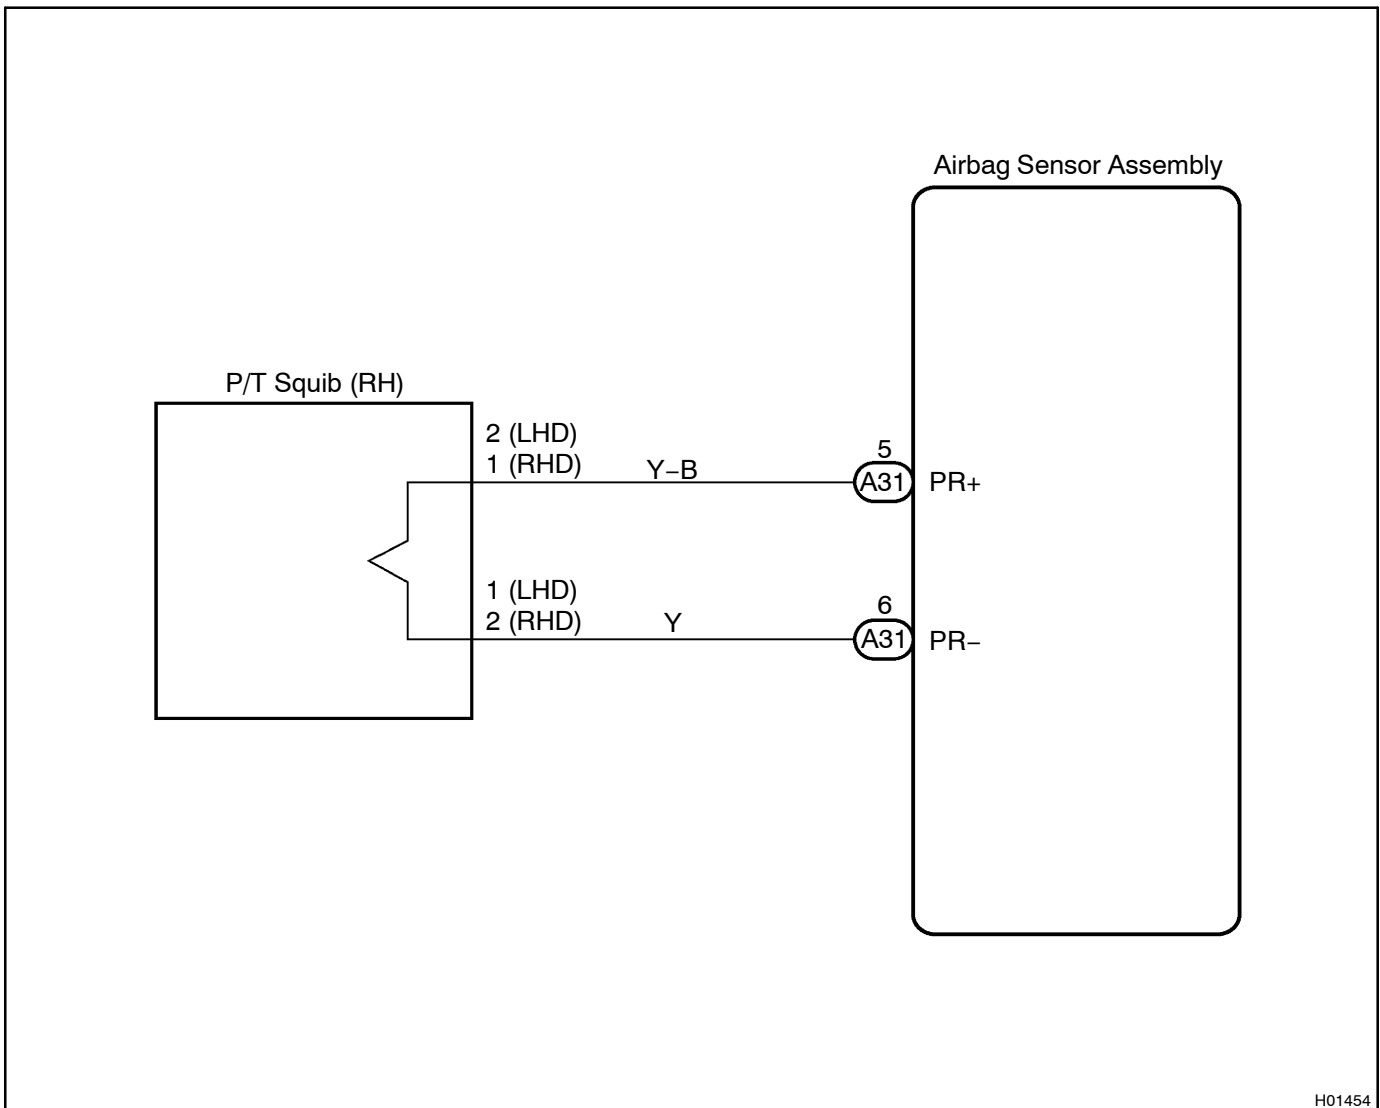 Airbag Sensor Assembly
P/T Squib (RH)
2 (LHD)
1 (RHD)
Y−B
5
A31
PR+
1 (LHD)
2 (RHD)
Y
6
A31
PR−
H01454